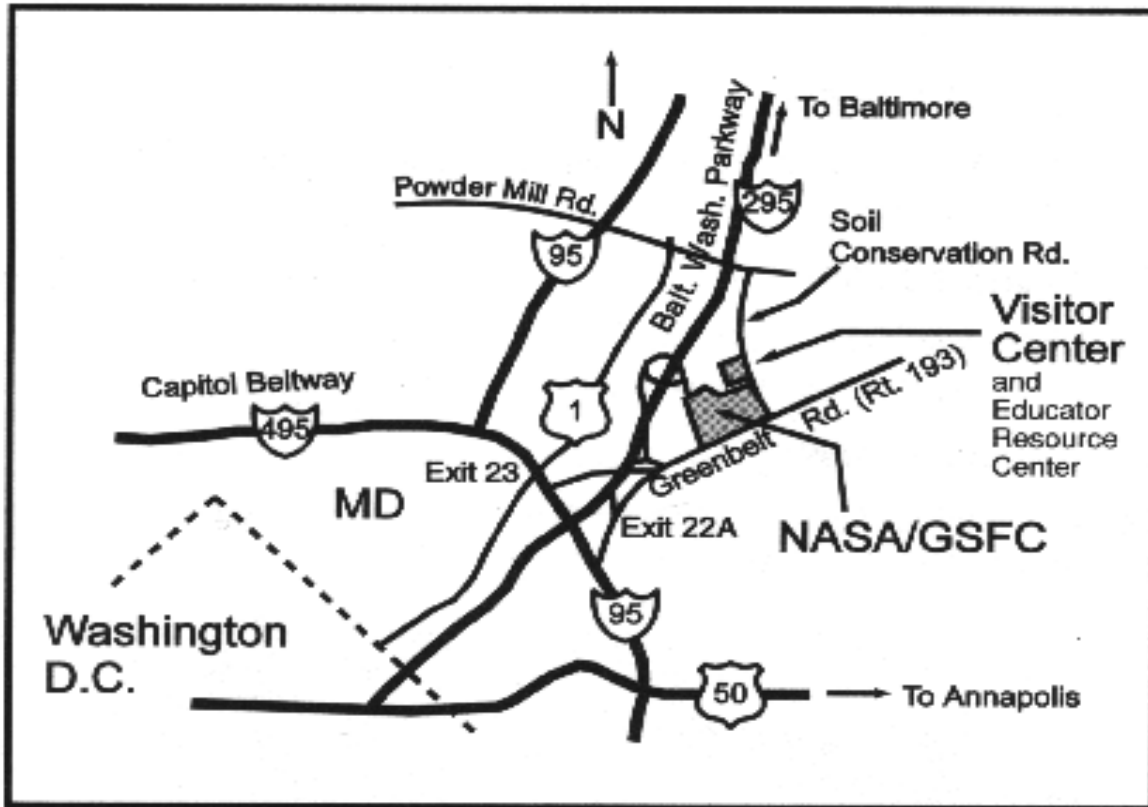 N
To Baltimore
Powder Mill Rd.
Balt. Wash. Parkway
295
95
Soil
Conservation Rd.
Visitor
Center
and
Educator
Resource
Center
Capitol Beltway
495
1
Greenbelt Rd. (Rt. 193)
Exit 23
MD
Exit 22A
NASA/GSFC
95
Washington
D.C.
50
To Annapolis